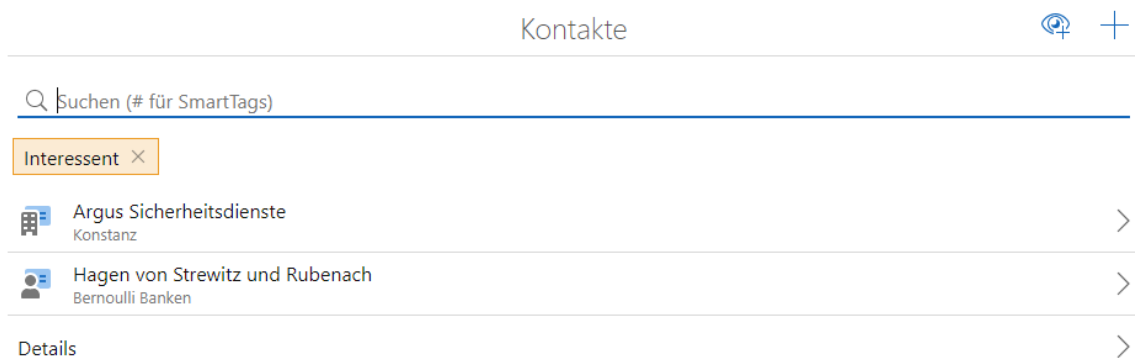 Kontakte
Suchen (# für SmartTags)
Interessent
Argus Sicherheitsdienste
Konstanz
Hagen von Strewitz und Rubenach
Bernoulli Banken
Details